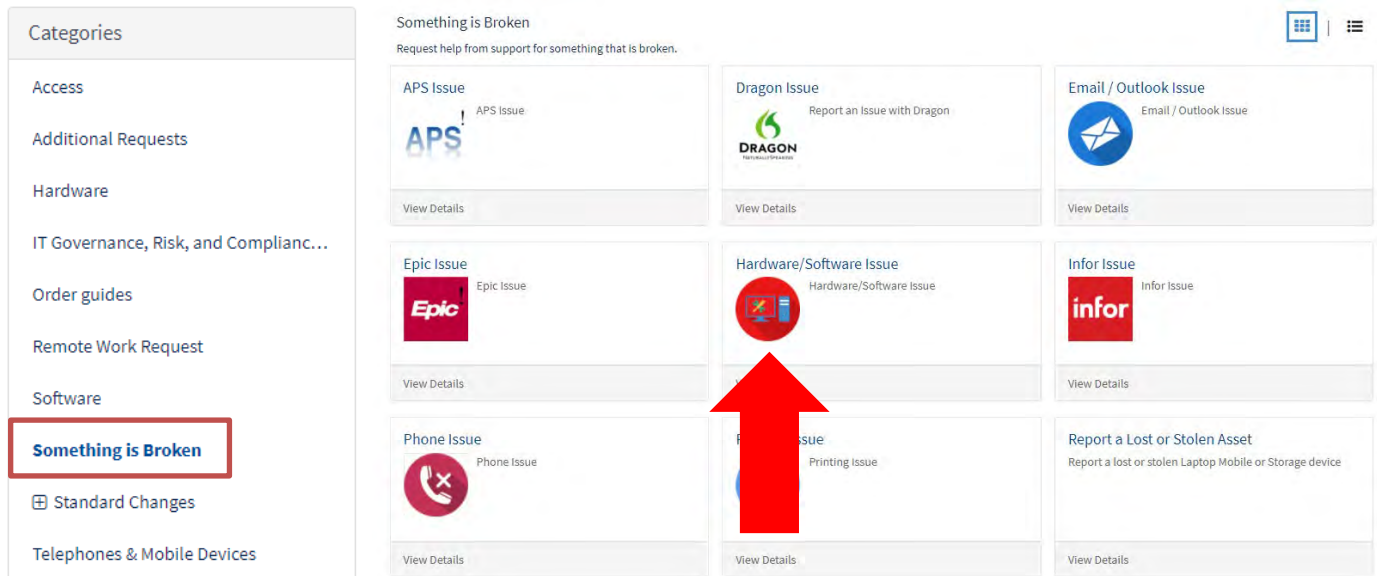 Categories
Access
Additional Requests
Hardware
IT Governance, Risk, and Complianc...
Order guides
Remote Work Request
Software
Something is Broken
Standard Changes
Telephones & Mobile Devices
Something is Broken
Request help from support for something that is broken.
APS Issue
APS Issue
APS!
View Details
Dragon Issue
Report an Issue with Dragon
DRAGON
NATURALLYSPEAKING
View Details
Email / Outlook Issue
Email / Outlook Issue
View Details
Epic Issue
Epic Issue
Epic!
View Details
Hardware/Software Issue
Hardware/Software Issue
Infor Issue
Infor Issue
infor
View Details
Phone Issue
Phone Issue
View Details
Printing Issue
View Details
Report a Lost or Stolen Asset
Report a lost or stolen Laptop Mobile or Storage device
View Details